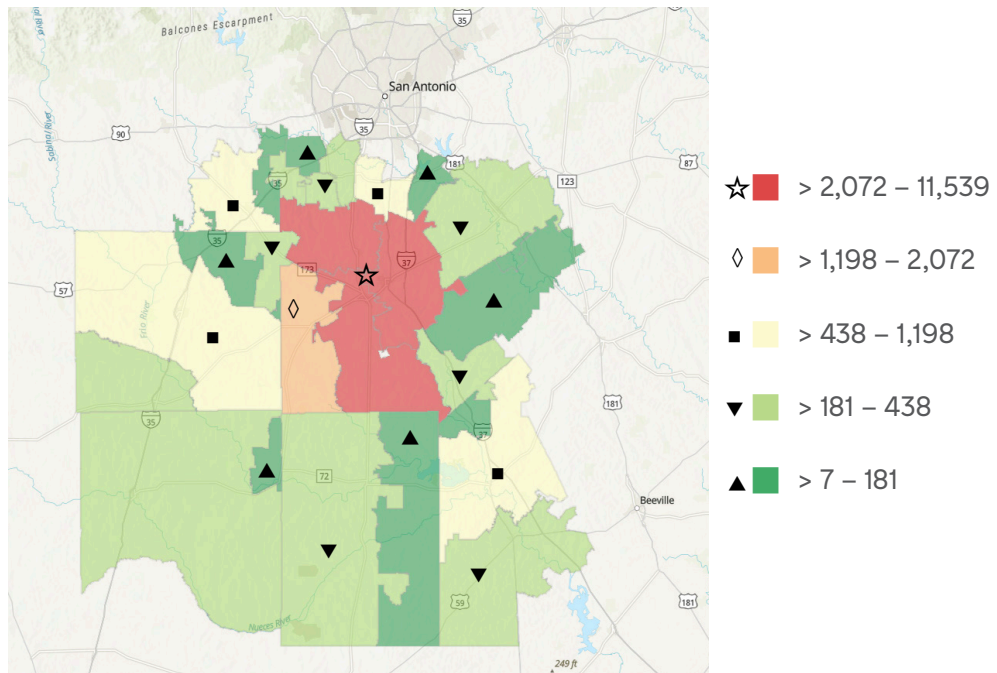 35
Balcones Escarpment
Sabinal River
San Antonio
90
35
181
87
35
123
35
37
173
57
Frio River
35
181
37
72
Beeville
59
181
Nueces River
249 ft
> 2,072 – 11,539
> 1,198 – 2,072
> 438 – 1,198
> 181 – 438
> 7 – 181